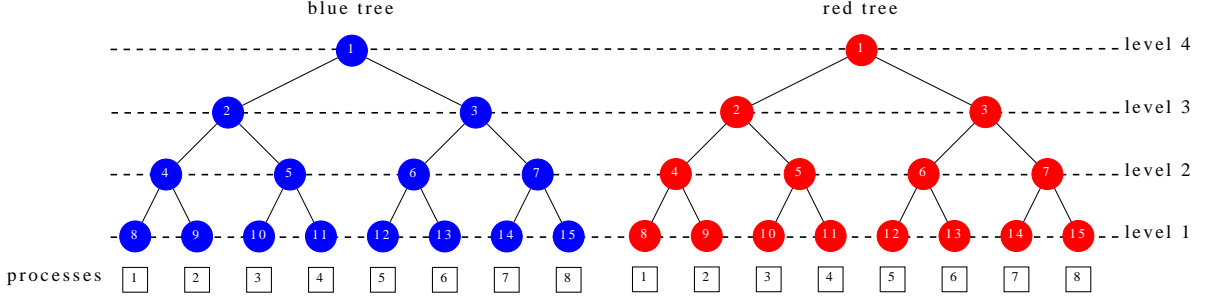 blue tree red tree
1 1 level 4
2 3 2 3 level 3
4 5 6 7 4 5 6 7 level 2
8 9 10 11 12 13 14 15 8 9 10 11 12 13 14 15 level 1
processes 1 2 3 4 5 6 7 8 1 2 3 4 5 6 7 8